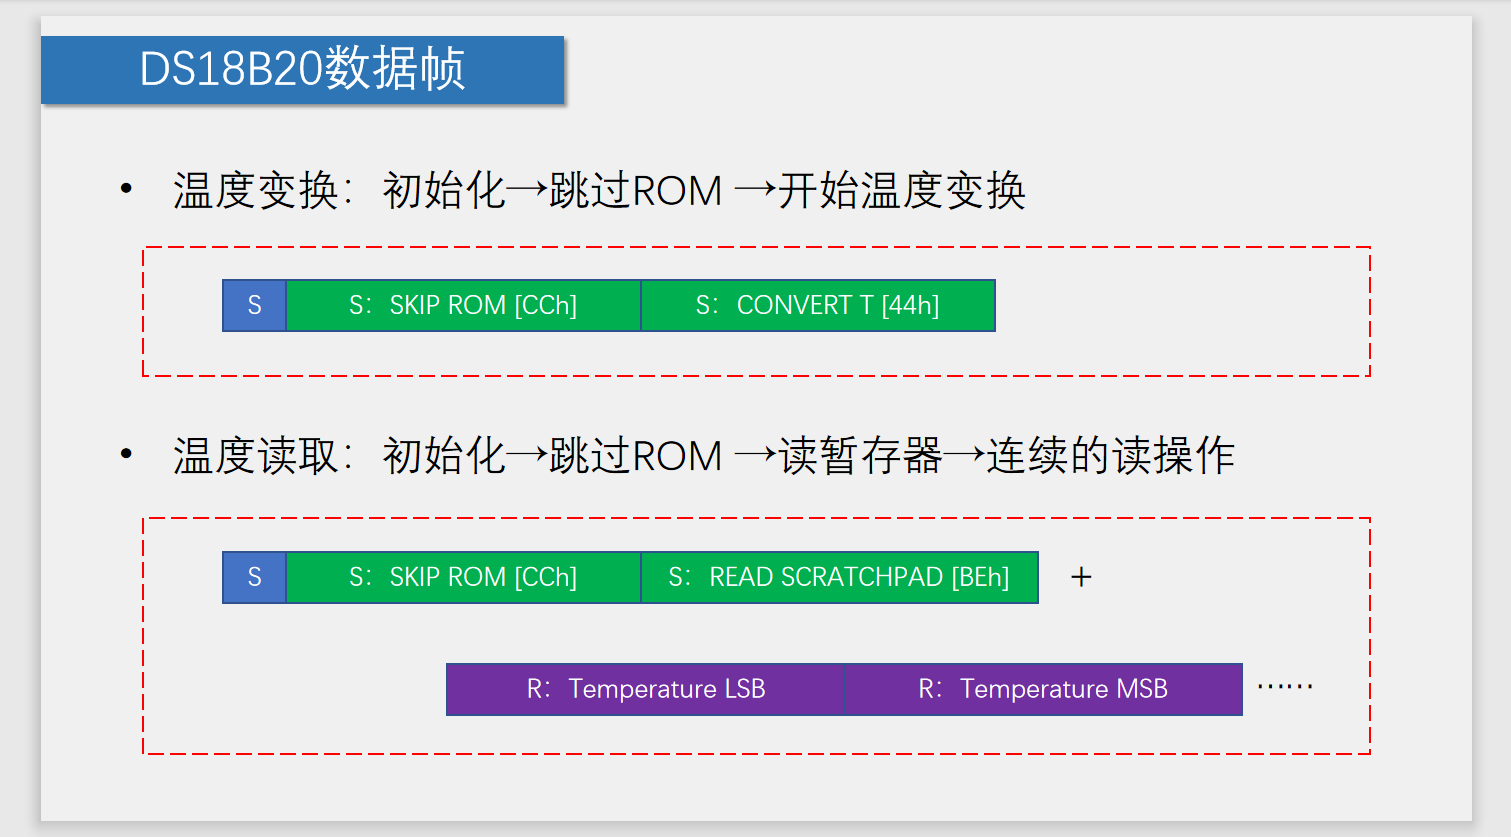 DS18B20数据帧
• 温度变换：初始化→跳过ROM →开始温度变换
S S：SKIP ROM [CCh] S：CONVERT T [44h]
• 温度读取：初始化→跳过ROM →读暂存器→连续的读操作
S S：SKIP ROM [CCh] S：READ SCRATCHPAD [BEh] +
R：Temperature LSB R：Temperature MSB ……